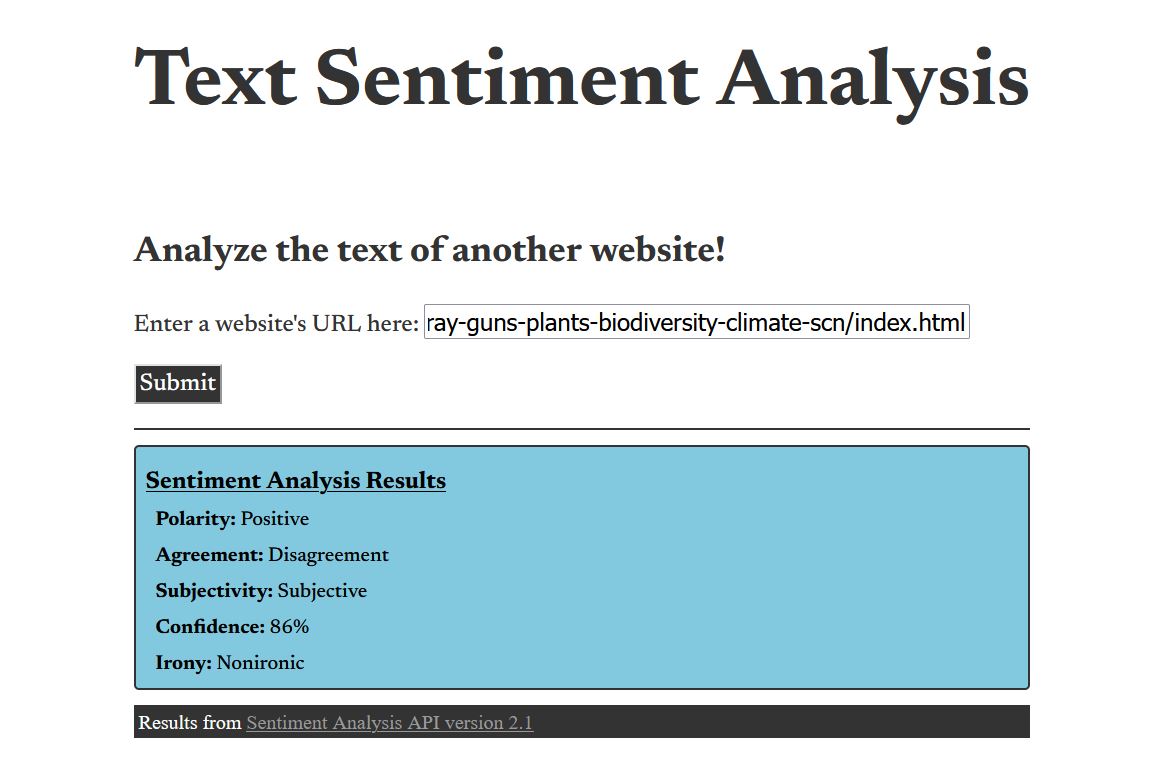 Text Sentiment Analysis
Analyze the text of another website!
Enter a website's URL here: ray-guns-plants-biodiversity-climate-scn/index.html
Submit
Sentiment Analysis Results
Polarity: Positive
Agreement: Disagreement
Subjectivity: Subjective
Confidence: 86%
Irony: Nonironic
Results from Sentiment Analysis API version 2.1